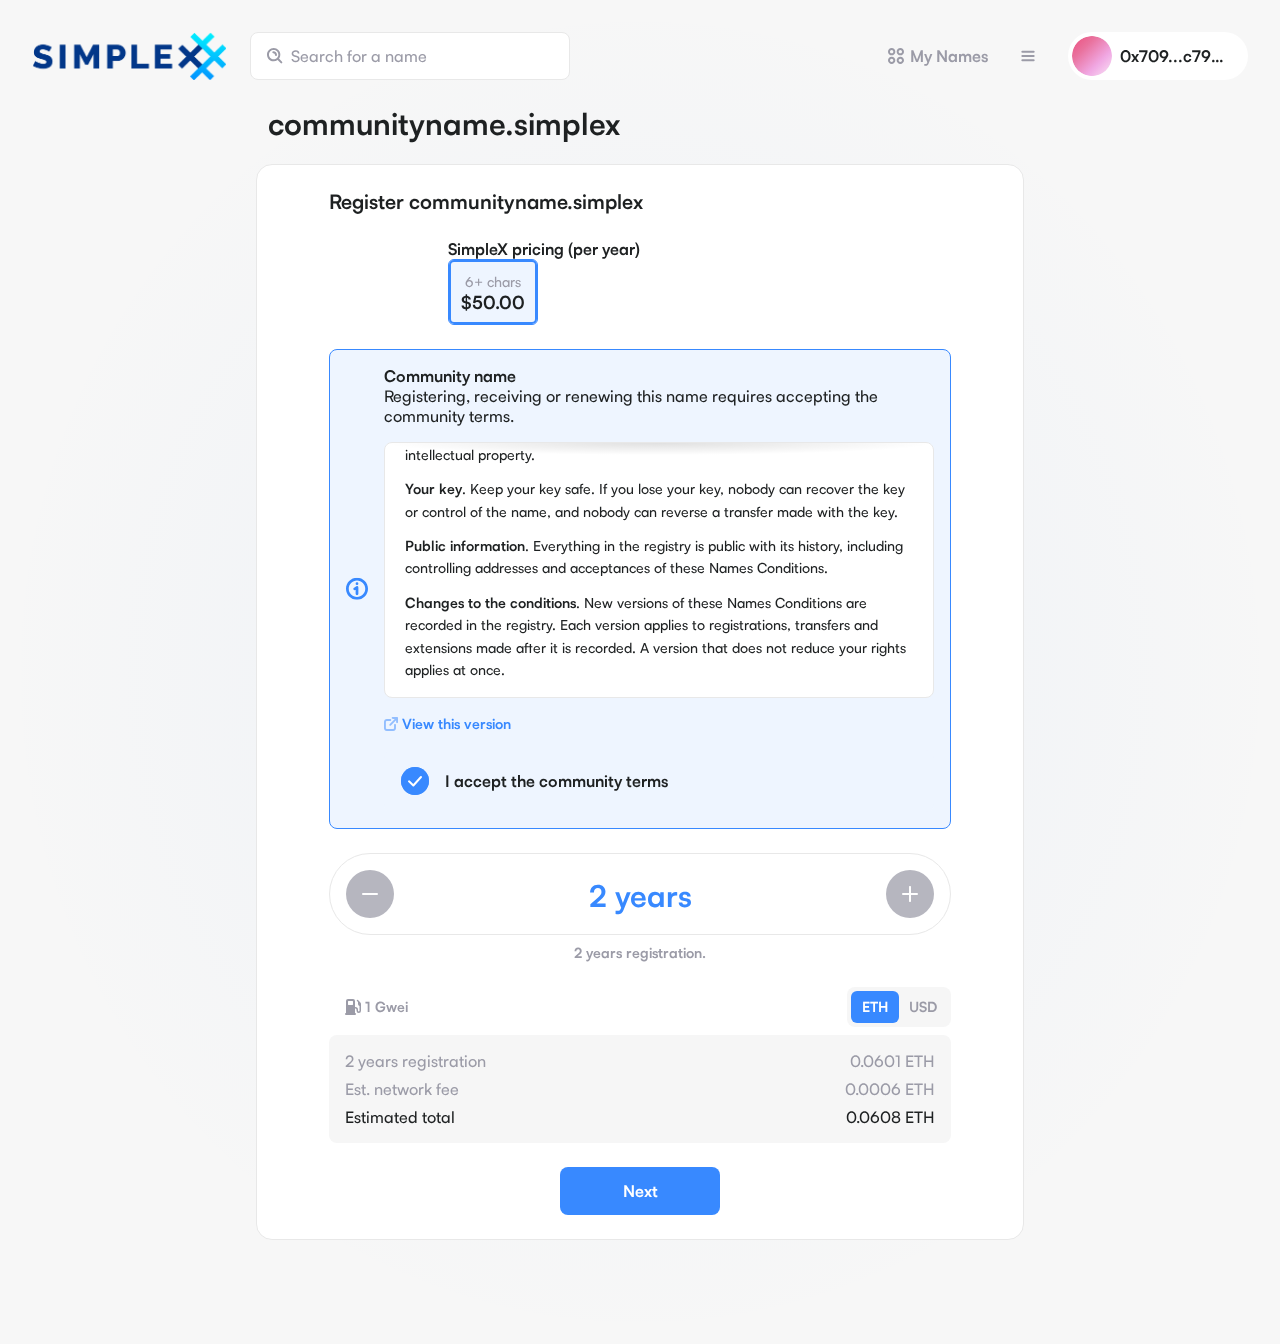 SIMPLEX
Search for a name
My Names
0x709...c79...
communityname.simplex
Register communityname.simplex
SimpleX pricing (per year)
6+ chars
$50.00
Community name
Registering, receiving or renewing this name requires accepting the
community terms.
intellectual property.
Your key. Keep your key safe. If you lose your key, nobody can recover the key
or control of the name, and nobody can reverse a transfer made with the key.
Public information. Everything in the registry is public with its history, including
controlling addresses and acceptances of these Names Conditions.
Changes to the conditions. New versions of these Names Conditions are
recorded in the registry. Each version applies to registrations, transfers and
extensions made after it is recorded. A version that does not reduce your rights
applies at once.
View this version
I accept the community terms
2 years
2 years registration.
1 Gwei
ETH
USD
2 years registration
0.0601 ETH
Est. network fee
0.0006 ETH
Estimated total
0.0608 ETH
Next